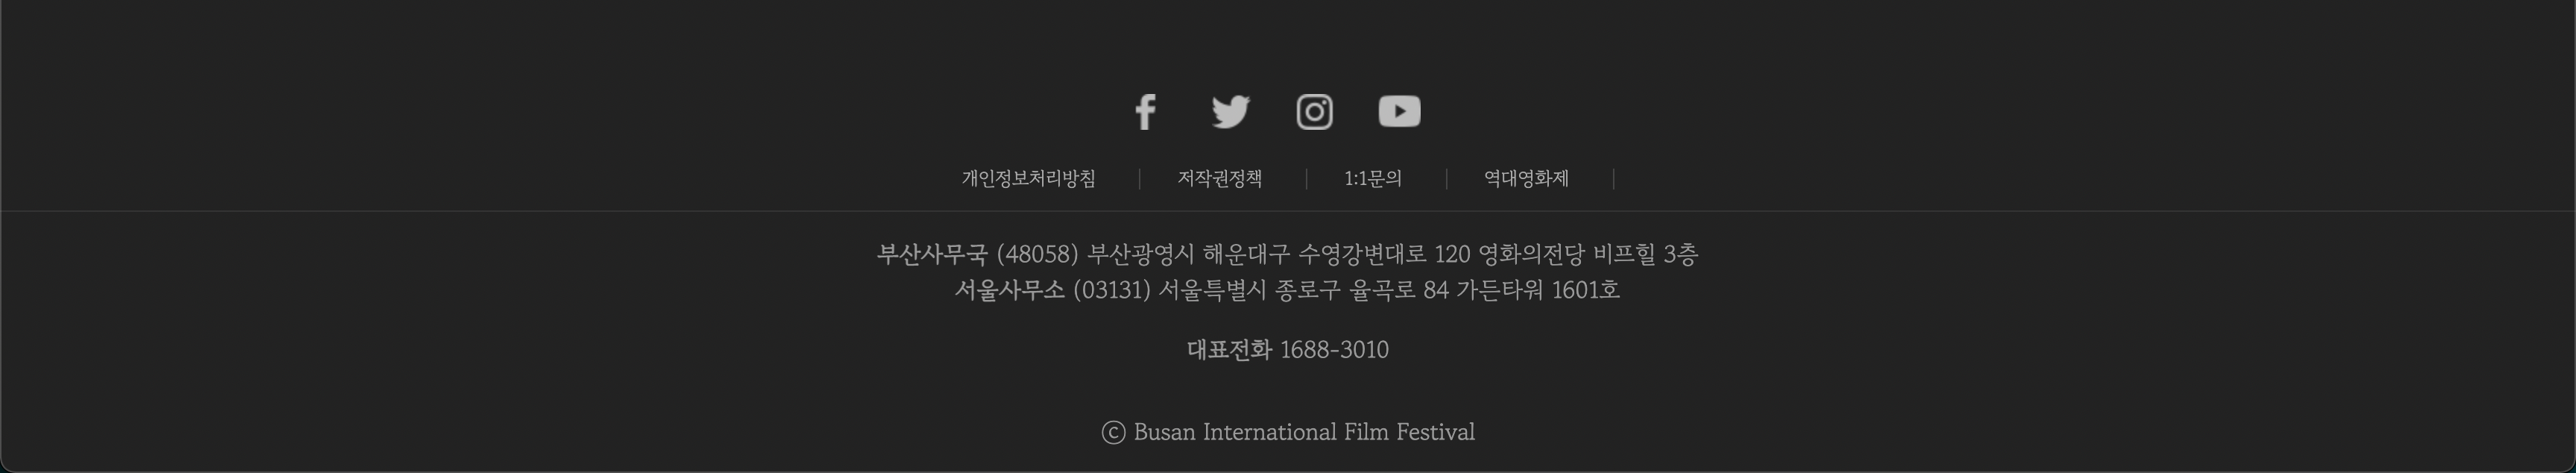 개인정보처리방침 | 저작권정책 | 1:1문의 | 역대영화제 |
부산사무국 (48058) 부산광영시 해운대구 수영강변대로 120 영화의전당 비프힐 3층
서울사무소 (03131) 서울특별시 종로구 율곡로 84 가든타워 1601호
대표전화 1688-3010
ⓒ Busan International Film Festival